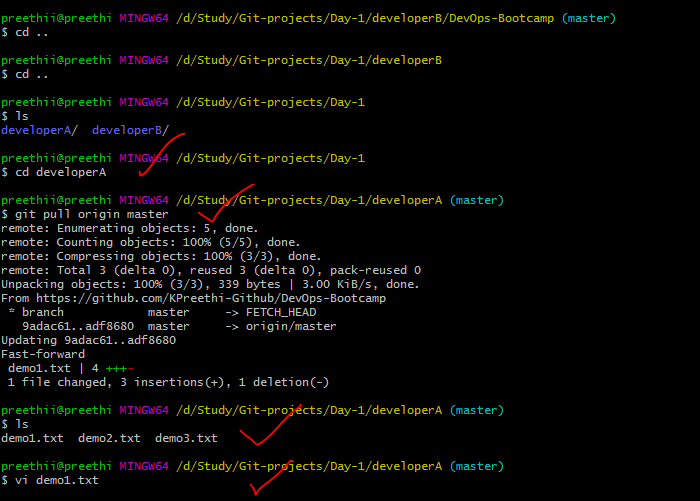 preethii@preethi MINGW64 /d/Study/Git-projects/Day-1/developerB/DevOps-Bootcamp (master)
$ cd ..
preethii@preethi MINGW64 /d/Study/Git-projects/Day-1/developerB
$ cd ..
preethii@preethi MINGW64 /d/Study/Git-projects/Day-1
$ ls
developerA/  developerB/
preethii@preethi MINGW64 /d/Study/Git-projects/Day-1
$ cd developerA
preethii@preethi MINGW64 /d/Study/Git-projects/Day-1/developerA (master)
$ git pull origin master
remote: Enumerating objects: 5, done.
remote: Counting objects: 100% (5/5), done.
remote: Compressing objects: 100% (3/3), done.
remote: Total 3 (delta 0), reused 3 (delta 0), pack-reused 0
Unpacking objects: 100% (3/3), 339 bytes | 3.00 KiB/s, done.
From https://github.com/KPreethi-Github/DevOps-Bootcamp
 * branch            master     -> FETCH_HEAD
   9adac61..adf8680  master     -> origin/master
Updating 9adac61..adf8680
Fast-forward
 demo1.txt | 4 +++-
 1 file changed, 3 insertions(+), 1 deletion(-)
preethii@preethi MINGW64 /d/Study/Git-projects/Day-1/developerA (master)
$ ls
demo1.txt  demo2.txt  demo3.txt
preethii@preethi MINGW64 /d/Study/Git-projects/Day-1/developerA (master)
$ vi demo1.txt